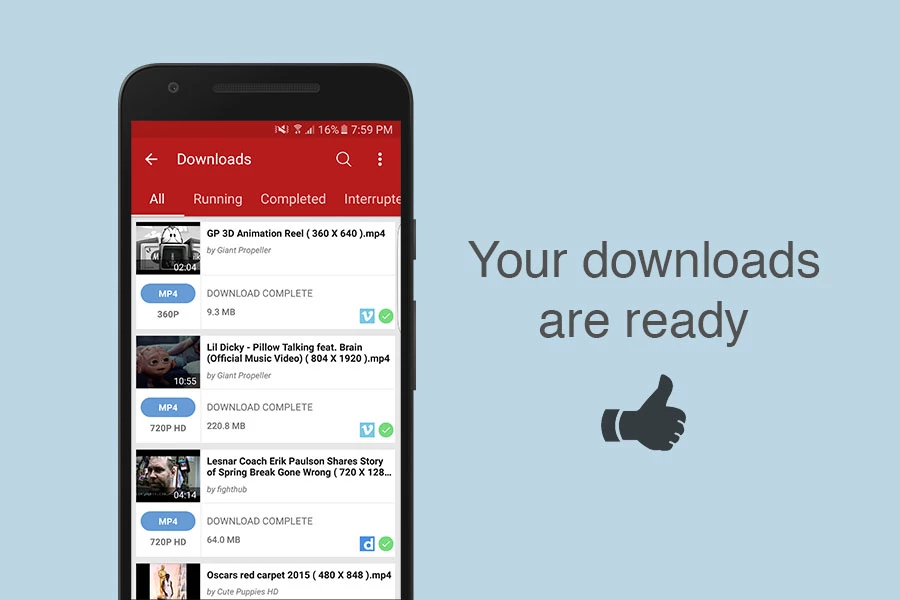 16% 7:59 PM
Downloads
All Running Completed Interrupte
GP 3D Animation Reel ( 360 X 640 ).mp4
by Giant Propeller
02:04
MP4
DOWNLOAD COMPLETE
360P
9.3 MB
Lil Dicky - Pillow Talking feat. Brain
(Official Music Video) ( 804 X 1920 ).mp4
by Giant Propeller
10:55
MP4
DOWNLOAD COMPLETE
720P HD
220.8 MB
Lesnar Coach Erik Paulson Shares Story
of Spring Break Gone Wrong ( 720 X 128...
by fighthub
04:14
MP4
DOWNLOAD COMPLETE
720P HD
64.0 MB
Oscars red carpet 2015 ( 480 X 848 ).mp4
by Cute Puppies HD
Your downloads
are ready